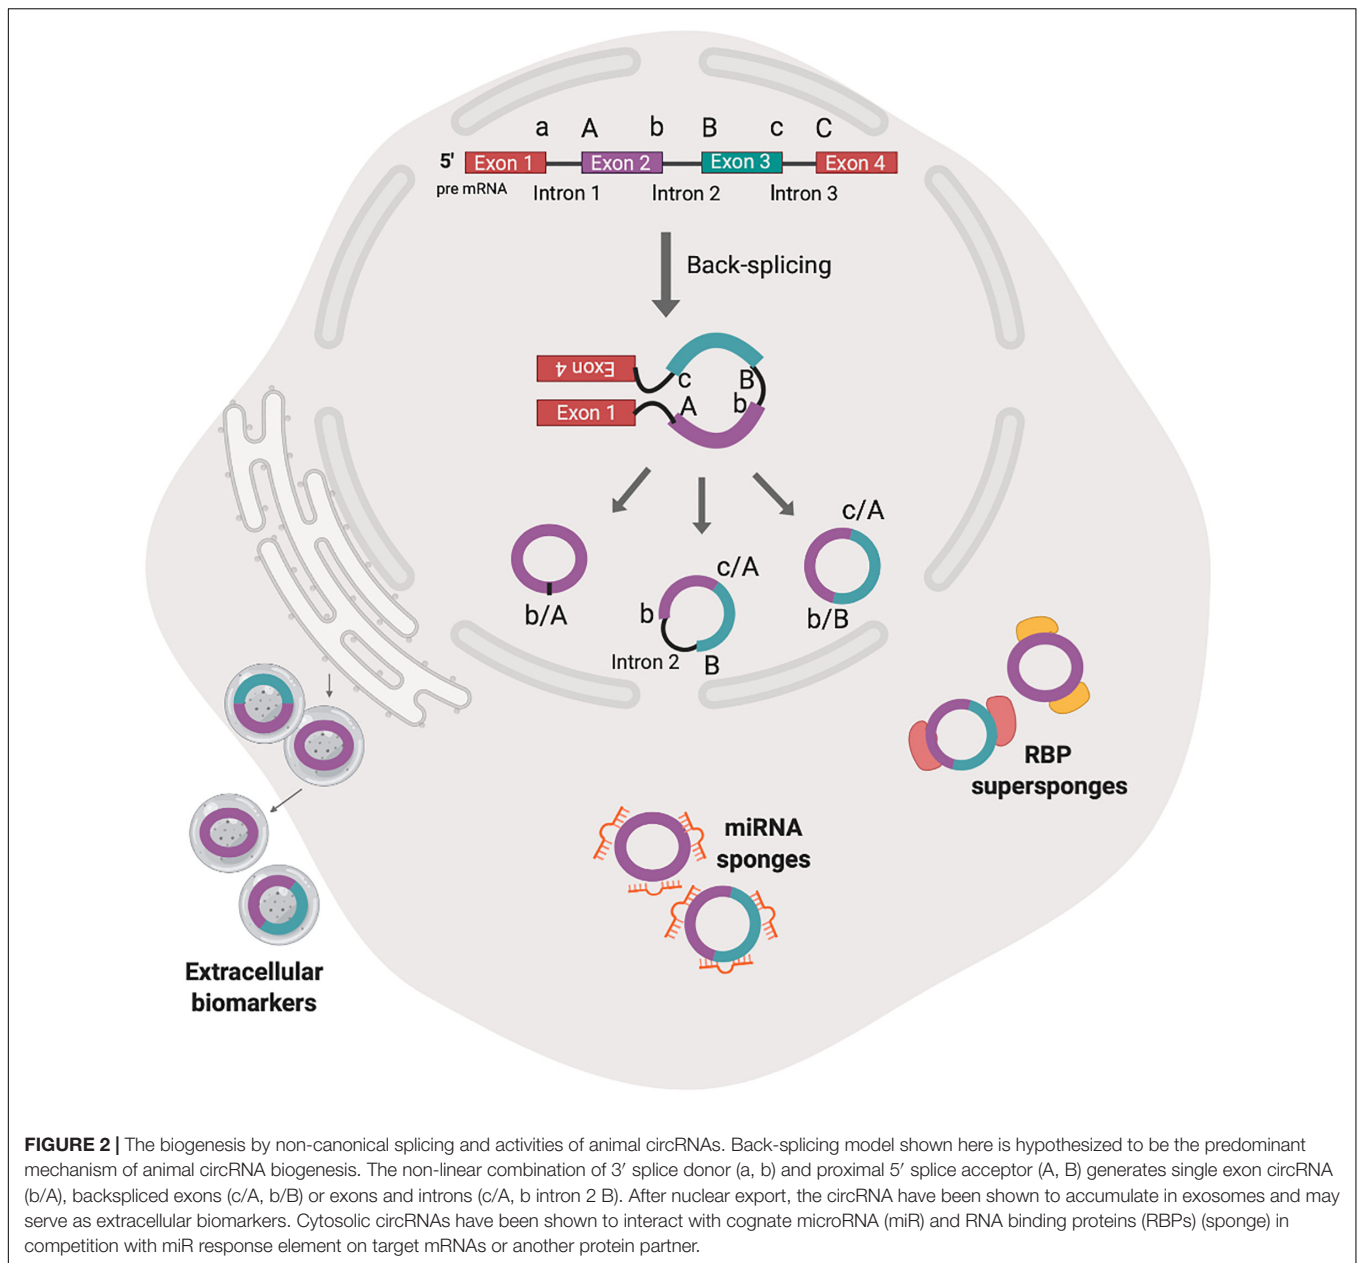 a A b B c C
5' Exon 1 Exon 2 Exon 3 Exon 4
pre mRNA Intron 1 Intron 2 Intron 3
Back-splicing
Exon 4
c B
Exon 1 A b
c/A
c/A
b/A b b/B
Intron 2 B
RBP
supersponges
miRNA
sponges
Extracellular
biomarkers
FIGURE 2 | The biogenesis by non-canonical splicing and activities of animal circRNAs. Back-splicing model shown here is hypothesized to be the predominant
mechanism of animal circRNA biogenesis. The non-linear combination of 3′ splice donor (a, b) and proximal 5′ splice acceptor (A, B) generates single exon circRNA
(b/A), backspliced exons (c/A, b/B) or exons and introns (c/A, b intron 2 B). After nuclear export, the circRNA have been shown to accumulate in exosomes and may
serve as extracellular biomarkers. Cytosolic circRNAs have been shown to interact with cognate microRNA (miR) and RNA binding proteins (RBPs) (sponge) in
competition with miR response element on target mRNAs or another protein partner.